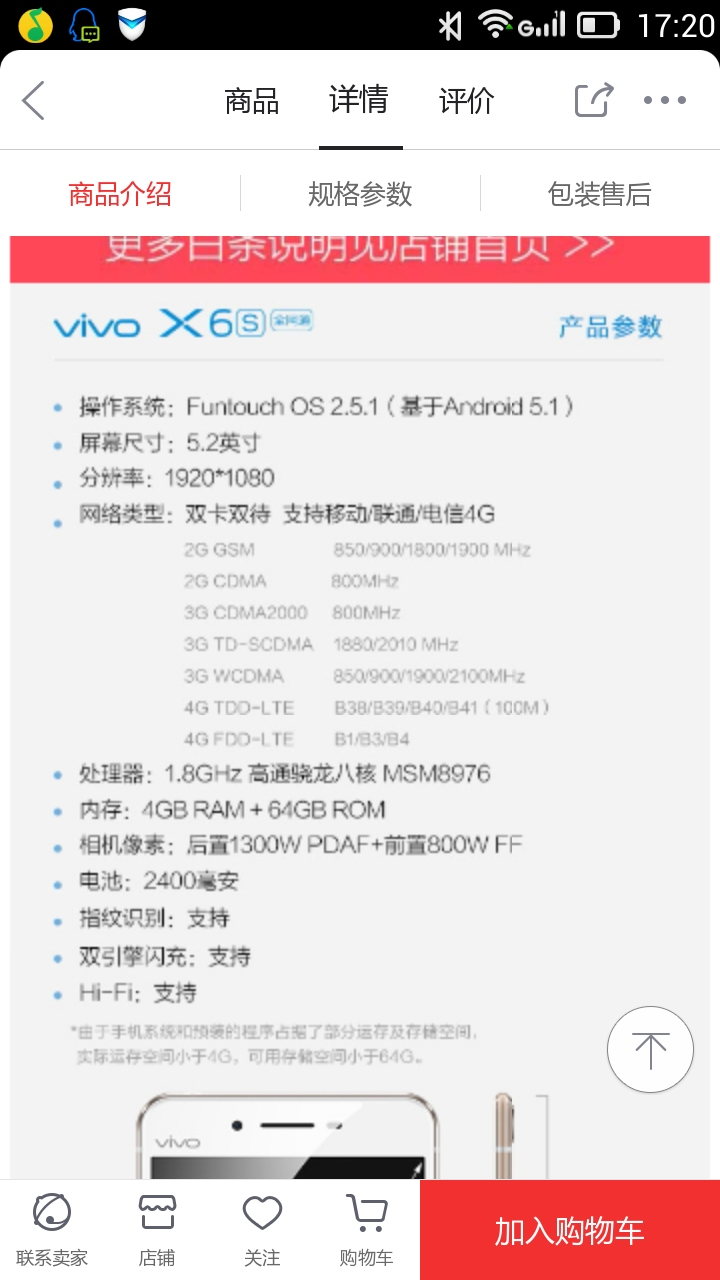 17:20
商品 详情 评价
商品介绍 规格参数 包装售后
更多白条说明见店铺首页 >>
vivo X6S 全网通 产品参数
操作系统：Funtouch OS 2.5.1（基于Android 5.1）
屏幕尺寸：5.2英寸
分辨率：1920*1080
网络类型：双卡双待 支持移动/联通/电信4G
2G GSM 850/900/1800/1900 MHz
2G CDMA 800MHz
3G CDMA2000 800MHz
3G TD-SCDMA 1880/2010 MHz
3G WCDMA 850/900/1900/2100MHz
4G TDD-LTE B38/B39/B40/B41（100M）
4G FDD-LTE B1/B3/B4
处理器：1.8GHz 高通骁龙八核 MSM8976
内存：4GB RAM + 64GB ROM
相机像素：后置1300W PDAF+前置800W FF
电池：2400毫安
指纹识别：支持
双引擎闪充：支持
Hi-Fi：支持
*由于手机系统和预装的程序占据了部分运存及存储空间，
实际运存空间小于4G，可用存储空间小于64G。
vivo
联系卖家 店铺 关注 购物车 加入购物车